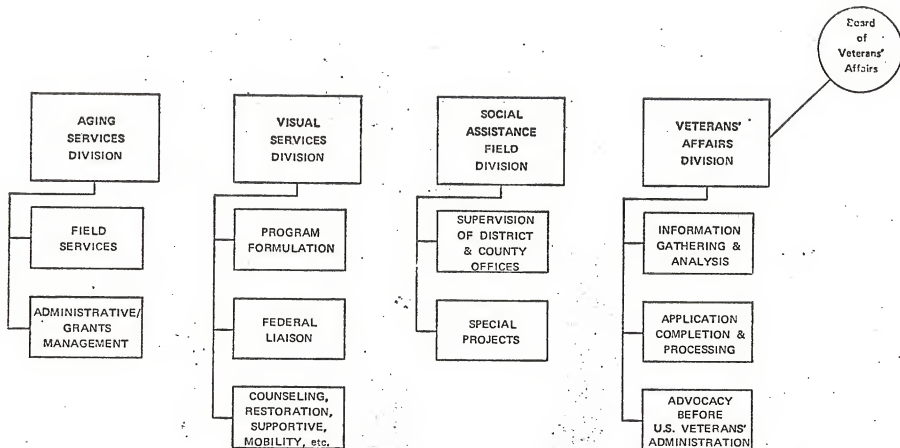 Board
of
Veterans'
Affairs
AGING
SERVICES
DIVISION
FIELD
SERVICES
ADMINISTRATIVE/
GRANTS
MANAGEMENT
VISUAL
SERVICES
DIVISION
PROGRAM
FORMULATION
FEDERAL
LIAISON
COUNSELING,
RESTORATION,
SUPPORTIVE,
MOBILITY, etc.
SOCIAL
ASSISTANCE
FIELD
DIVISION
SUPERVISION
OF DISTRICT
& COUNTY
OFFICES
SPECIAL
PROJECTS
VETERANS'
AFFAIRS
DIVISION
INFORMATION
GATHERING &
ANALYSIS
APPLICATION
COMPLETION &
PROCESSING
ADVOCACY
BEFORE
U.S. VETERANS'
ADMINISTRATION